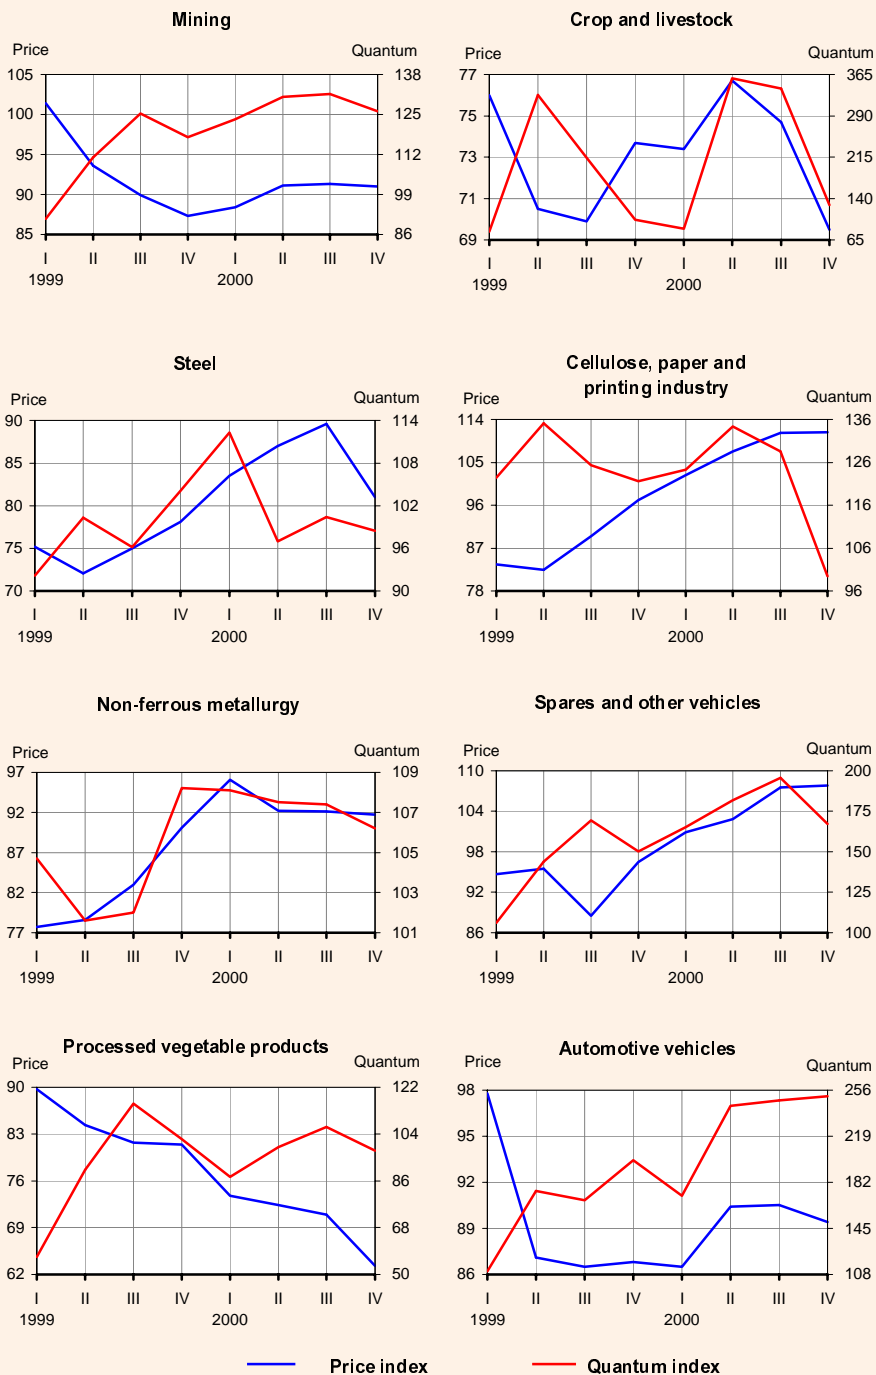 Mining
Price Quantum
105 138
100 125
95 112
90 99
85 86
I II III IV I II III IV
1999 2000
Crop and livestock
Price Quantum
77 365
75 290
73 215
71 140
69 65
I II III IV I II III IV
1999 2000
Steel
Price Quantum
90 114
85 108
80 102
75 96
70 90
I II III IV I II III IV
1999 2000
Cellulose, paper and
printing industry
Price Quantum
114 136
105 126
96 116
87 106
78 96
I II III IV I II III IV
1999 2000
Non-ferrous metallurgy
Price Quantum
97 109
92 107
87 105
82 103
77 101
I II III IV I II III IV
1999 2000
Spares and other vehicles
Price Quantum
110 200
104 175
98 150
92 125
86 100
I II III IV I II III IV
1999 2000
Processed vegetable products
Price Quantum
90 122
83 104
76 86
69 68
62 50
I II III IV I II III IV
1999 2000
Automotive vehicles
Price Quantum
98 256
95 219
92 182
89 145
86 108
I II III IV I II III IV
1999 2000
Price index Quantum index